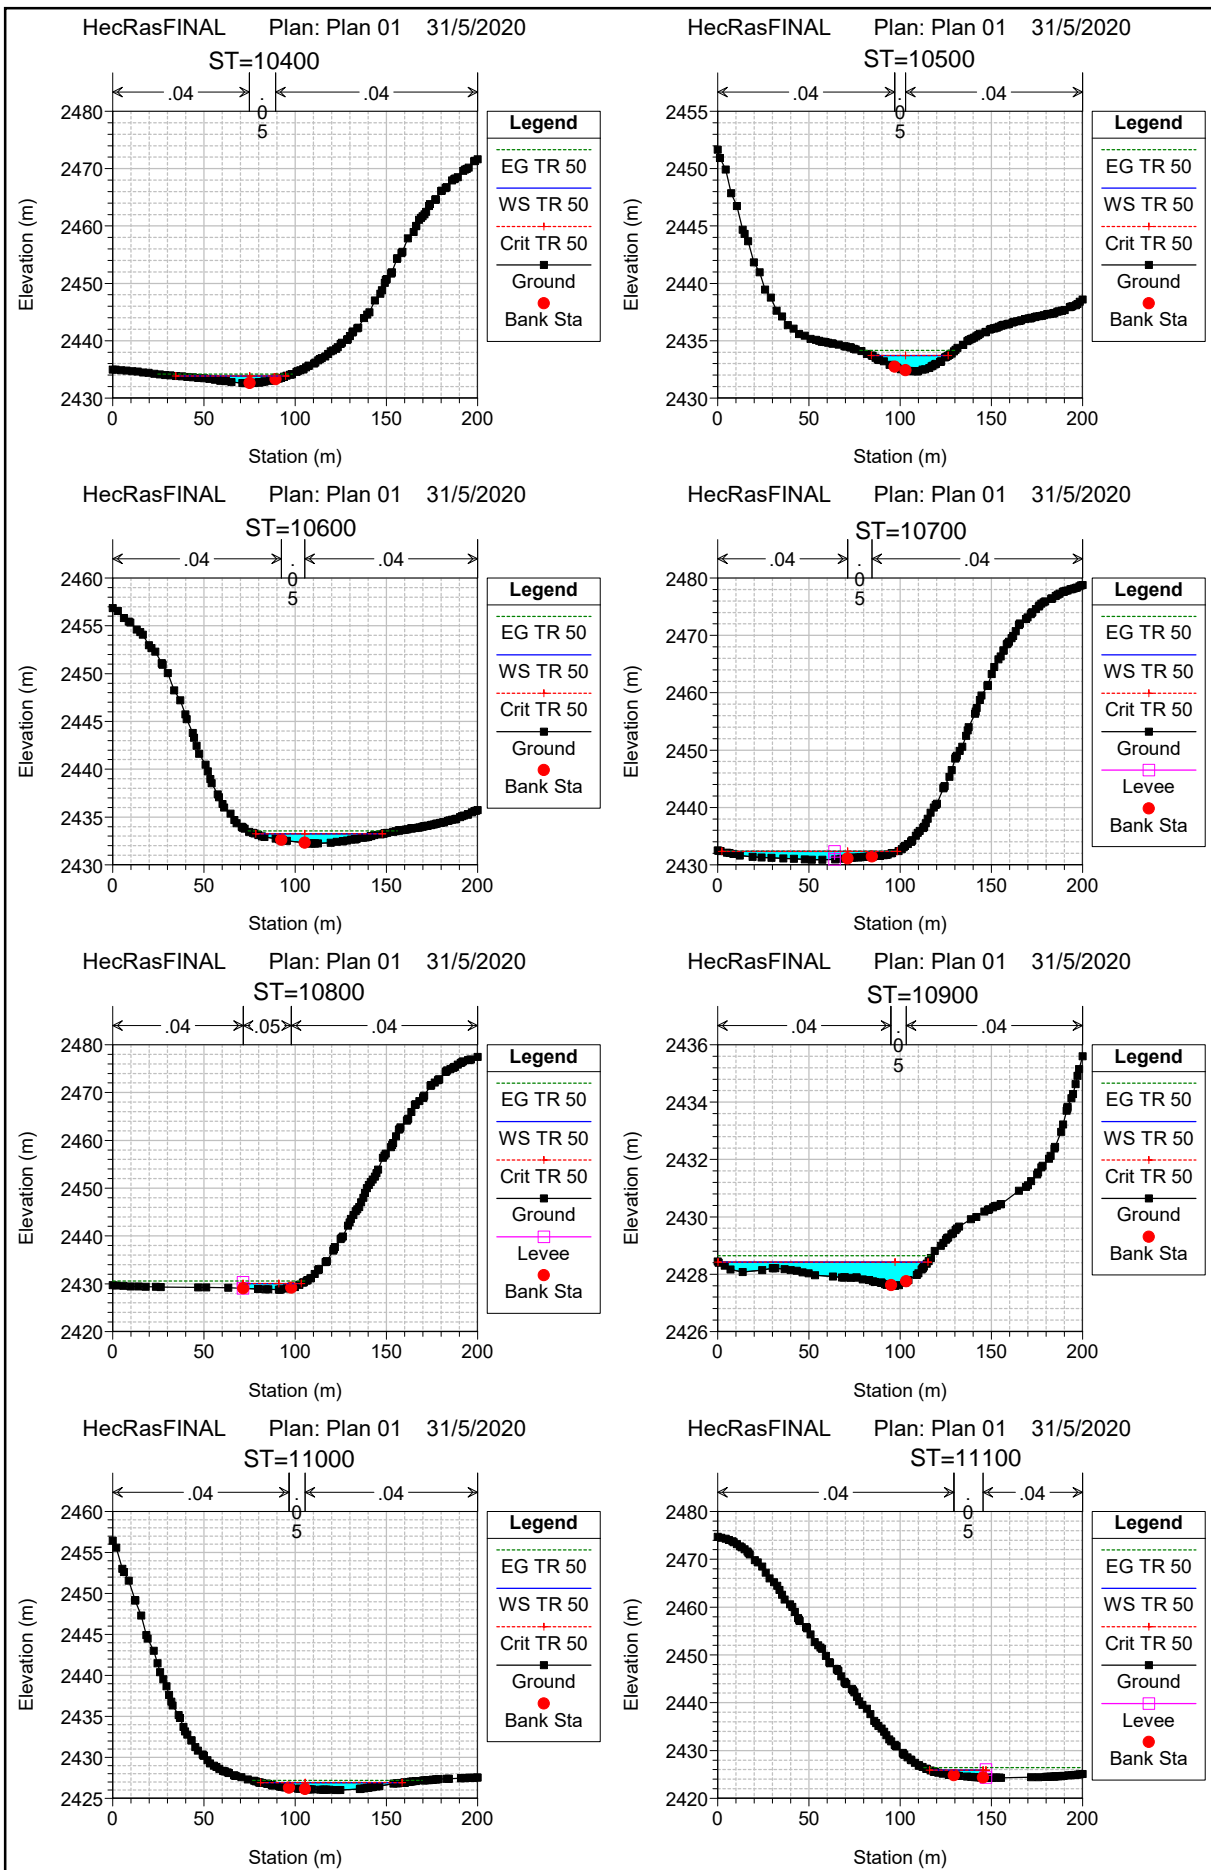 HecRasFINAL Plan: Plan 01 31/5/2020
ST=10400
.04 .05 .04
2480
2470
2460
2450
2440
2430
0 50 100 150 200
Station (m)
Elevation (m)
Legend
EG TR 50
WS TR 50
Crit TR 50
Ground
Bank Sta
HecRasFINAL Plan: Plan 01 31/5/2020
ST=10500
.04 .05 .04
2455
2450
2445
2440
2435
2430
0 50 100 150 200
Station (m)
Elevation (m)
Legend
EG TR 50
WS TR 50
Crit TR 50
Ground
Bank Sta
HecRasFINAL Plan: Plan 01 31/5/2020
ST=10600
.04 .05 .04
2460
2455
2450
2445
2440
2435
2430
0 50 100 150 200
Station (m)
Elevation (m)
Legend
EG TR 50
WS TR 50
Crit TR 50
Ground
Bank Sta
HecRasFINAL Plan: Plan 01 31/5/2020
ST=10700
.04 .05 .04
2480
2470
2460
2450
2440
2430
0 50 100 150 200
Station (m)
Elevation (m)
Legend
EG TR 50
WS TR 50
Crit TR 50
Ground
Levee
Bank Sta
HecRasFINAL Plan: Plan 01 31/5/2020
ST=10800
.04 .05 .04
2480
2470
2460
2450
2440
2430
2420
0 50 100 150 200
Station (m)
Elevation (m)
Legend
EG TR 50
WS TR 50
Crit TR 50
Ground
Levee
Bank Sta
HecRasFINAL Plan: Plan 01 31/5/2020
ST=10900
.04 .05 .04
2436
2434
2432
2430
2428
2426
0 50 100 150 200
Station (m)
Elevation (m)
Legend
EG TR 50
WS TR 50
Crit TR 50
Ground
Bank Sta
HecRasFINAL Plan: Plan 01 31/5/2020
ST=11000
.04 .05 .04
2460
2455
2450
2445
2440
2435
2430
2425
0 50 100 150 200
Station (m)
Elevation (m)
Legend
EG TR 50
WS TR 50
Crit TR 50
Ground
Bank Sta
HecRasFINAL Plan: Plan 01 31/5/2020
ST=11100
.04 .05 .04
2480
2470
2460
2450
2440
2430
2420
0 50 100 150 200
Station (m)
Elevation (m)
Legend
EG TR 50
WS TR 50
Crit TR 50
Ground
Levee
Bank Sta